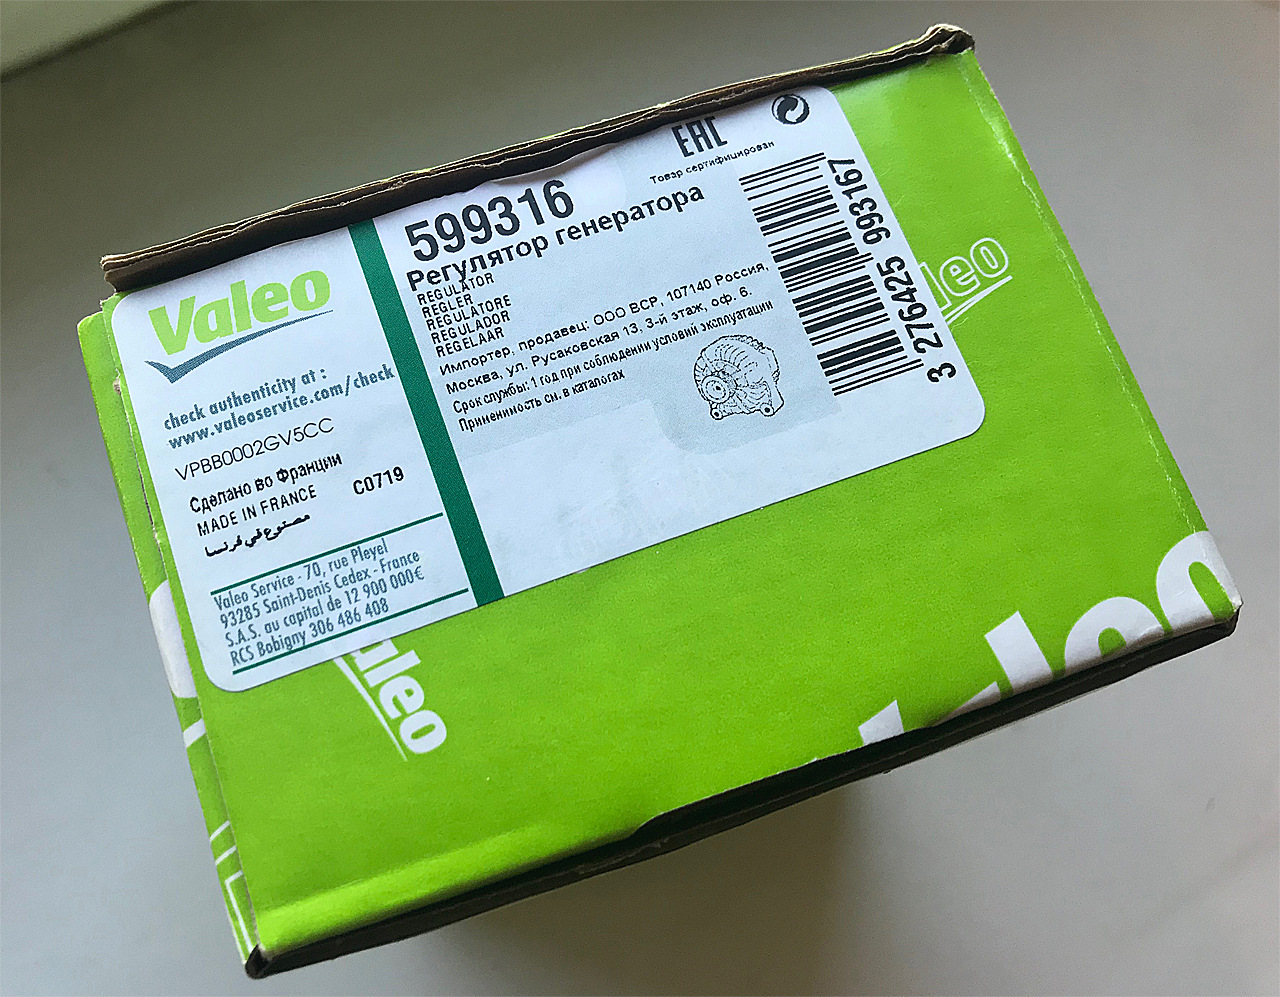 Valeo
check authenticity at :
www.valeoservice.com/check
VPBB0002GV5CC
Сделано во Франции
MADE IN FRANCE C0719
مصنوع في فرنسا
Valeo Service - 70, rue Pleyel
93285 Saint-Denis Cedex - France
S.A.S. au capital de 12 900 000€
RCS Bobigny 306 486 408
599316
EAC
Товар сертифицирован
Регулятор генератора
REGULATOR
REGLER
REGULATORE
REGULADOR
REGELAAR
Импортер, продавец: ООО ВСР, 107140 Россия,
Москва, ул. Русаковская 13, 3-й этаж, оф. 6.
Срок службы: 1 год при соблюдении условий эксплуатации
Применимость см. в каталогах
3 276425 993167
leo
aleo
leo